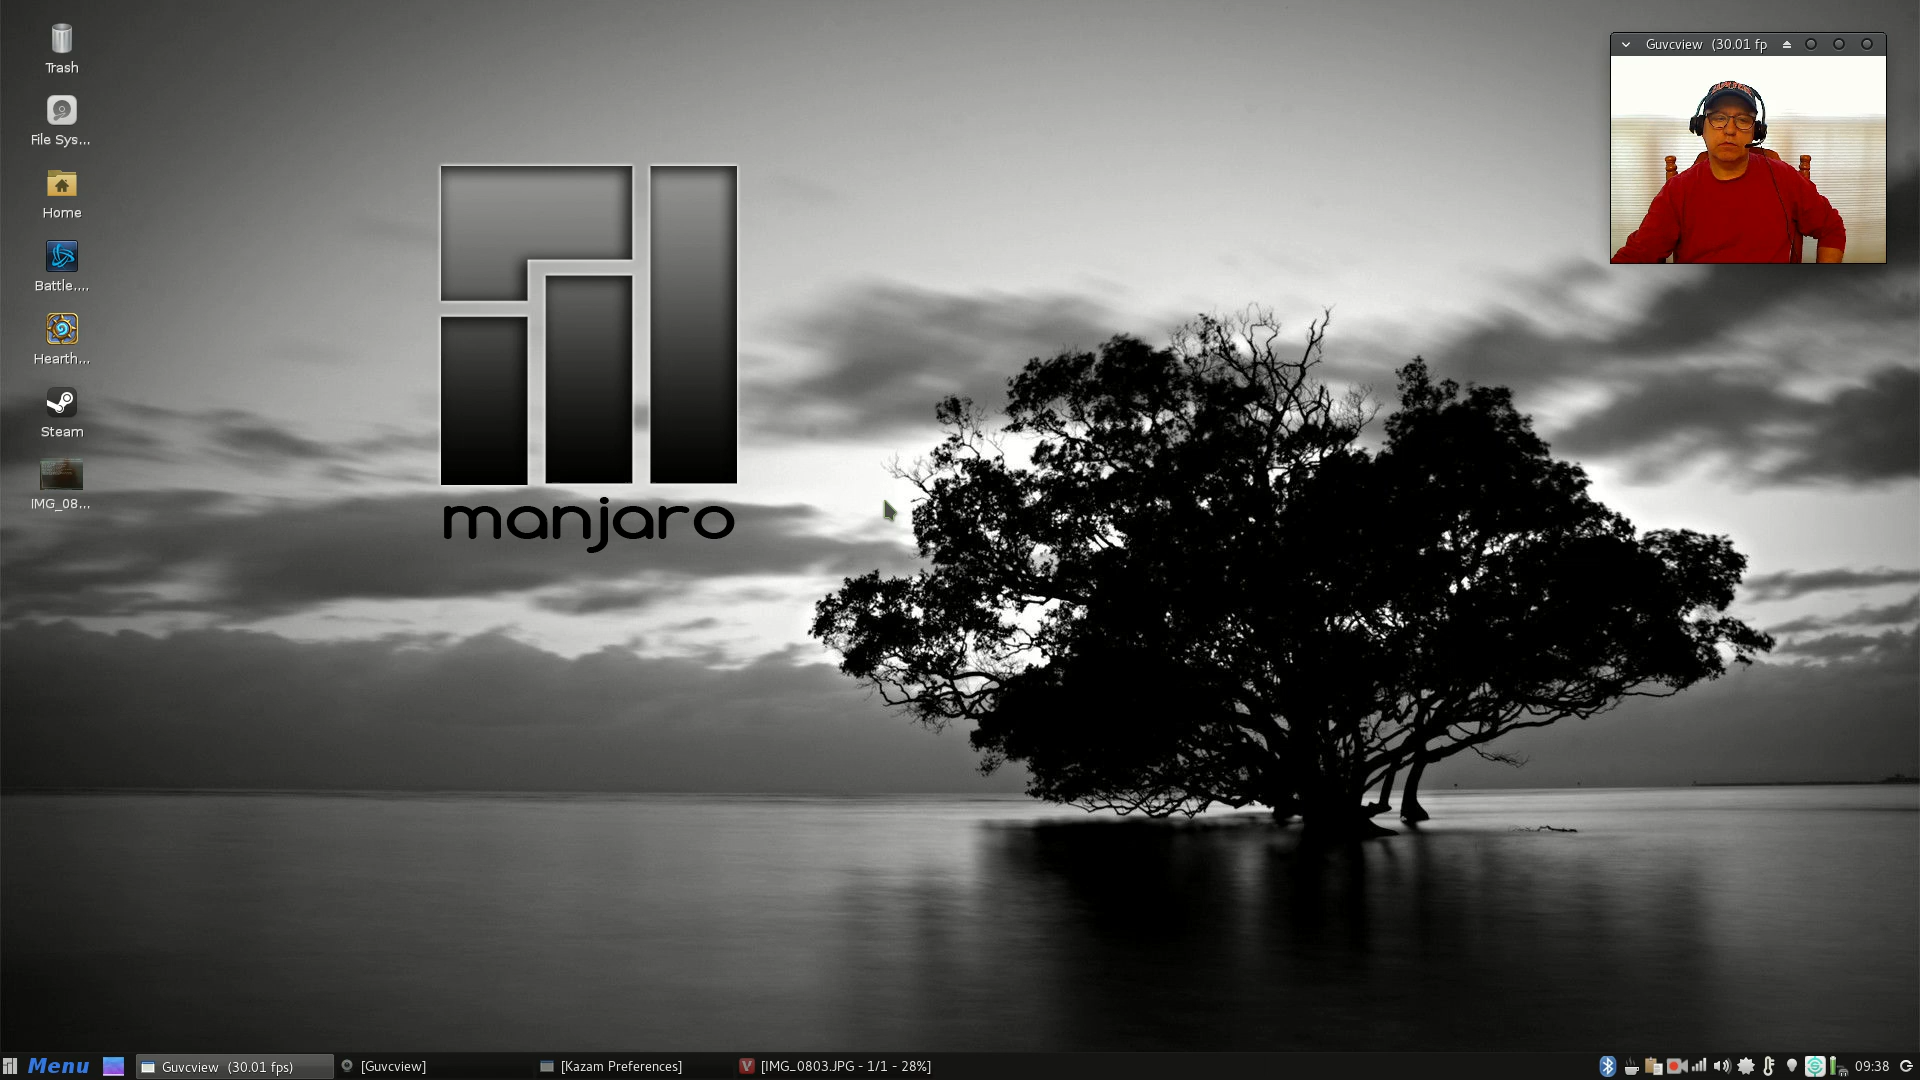 Trash
File Sys...
Home
Battle....
Hearth...
Steam
IMG_08...
manjaro
Guvcview (30.01 fp
Menu
Guvcview (30.01 fps)
[Guvcview]
[Kazam Preferences]
[IMG_0803.JPG - 1/1 - 28%]
09:38